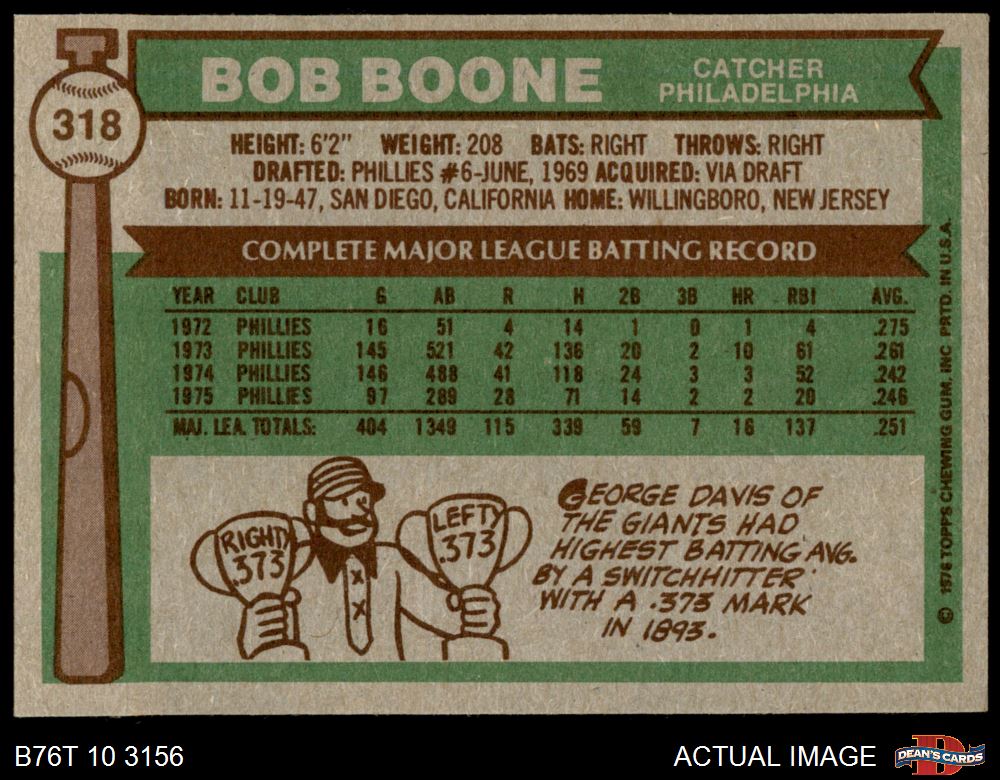 BOB BOONE
CATCHER
PHILADELPHIA
318
HEIGHT: 6'2" WEIGHT: 208 BATS: RIGHT THROWS: RIGHT
DRAFTED: PHILLIES #6-JUNE, 1969 ACQUIRED: VIA DRAFT
BORN: 11-19-47, SAN DIEGO, CALIFORNIA HOME: WILLINGBORO, NEW JERSEY
COMPLETE MAJOR LEAGUE BATTING RECORD
YEAR CLUB G AB R H 2B 3B HR RBI AVG.
1972 PHILLIES 16 51 4 14 1 0 1 4 .275
1973 PHILLIES 145 521 42 136 20 2 10 61 .261
1974 PHILLIES 146 488 41 118 24 3 3 52 .242
1975 PHILLIES 97 289 28 71 14 2 2 20 .246
MAJ. LEA. TOTALS: 404 1349 115 339 59 7 16 137 .251
RIGHTY
.373
LEFTY
.373
GEORGE DAVIS OF
THE GIANTS HAD
HIGHEST BATTING AVG.
BY A SWITCHHITTER
WITH A .373 MARK
IN 1893.
© 1976 TOPPS CHEWING GUM, INC PRTD. IN U.S.A.
B76T 10 3156
ACTUAL IMAGE
D
DEAN'S CARDS